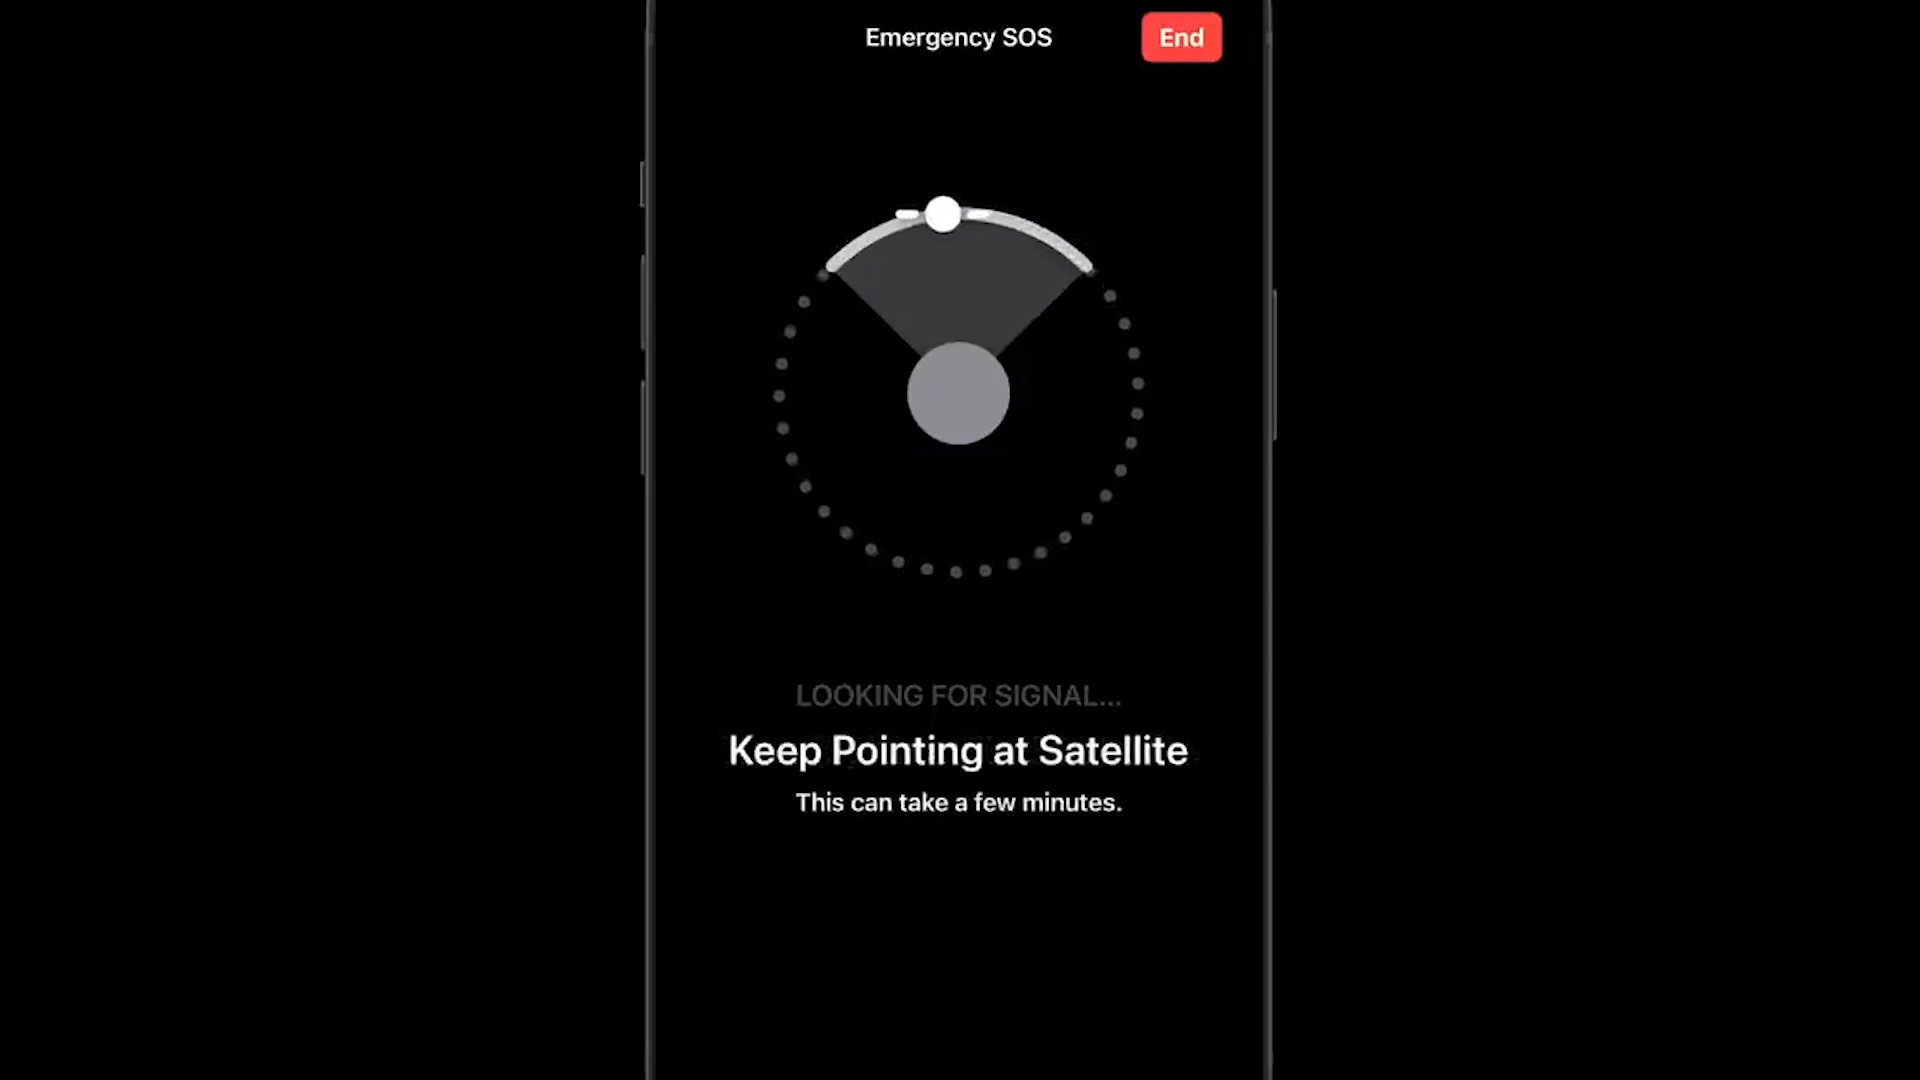 Emergency SOS
End
LOOKING FOR SIGNAL...
Keep Pointing at Satellite
This can take a few minutes.